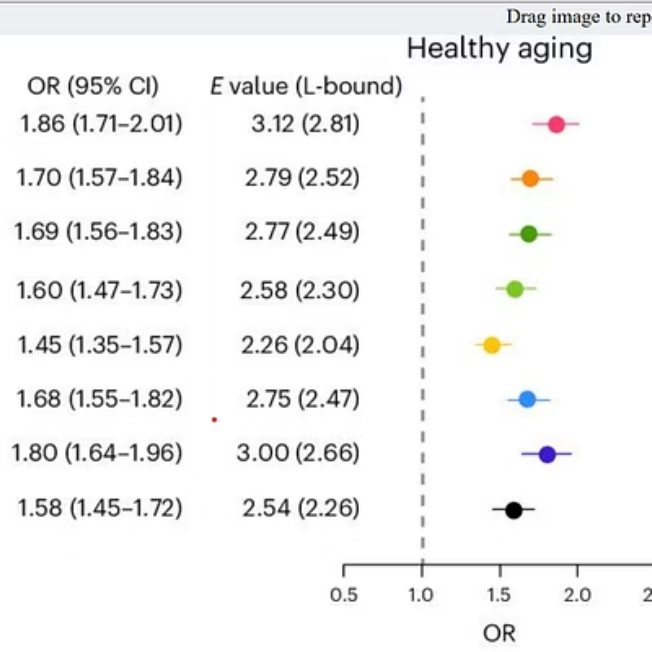 Drag image to rep
Healthy aging
OR (95% CI) E value (L-bound)
1.86 (1.71–2.01) 3.12 (2.81)
1.70 (1.57–1.84) 2.79 (2.52)
1.69 (1.56–1.83) 2.77 (2.49)
1.60 (1.47–1.73) 2.58 (2.30)
1.45 (1.35–1.57) 2.26 (2.04)
1.68 (1.55–1.82) 2.75 (2.47)
1.80 (1.64–1.96) 3.00 (2.66)
1.58 (1.45–1.72) 2.54 (2.26)
0.5 1.0 1.5 2.0 2
OR